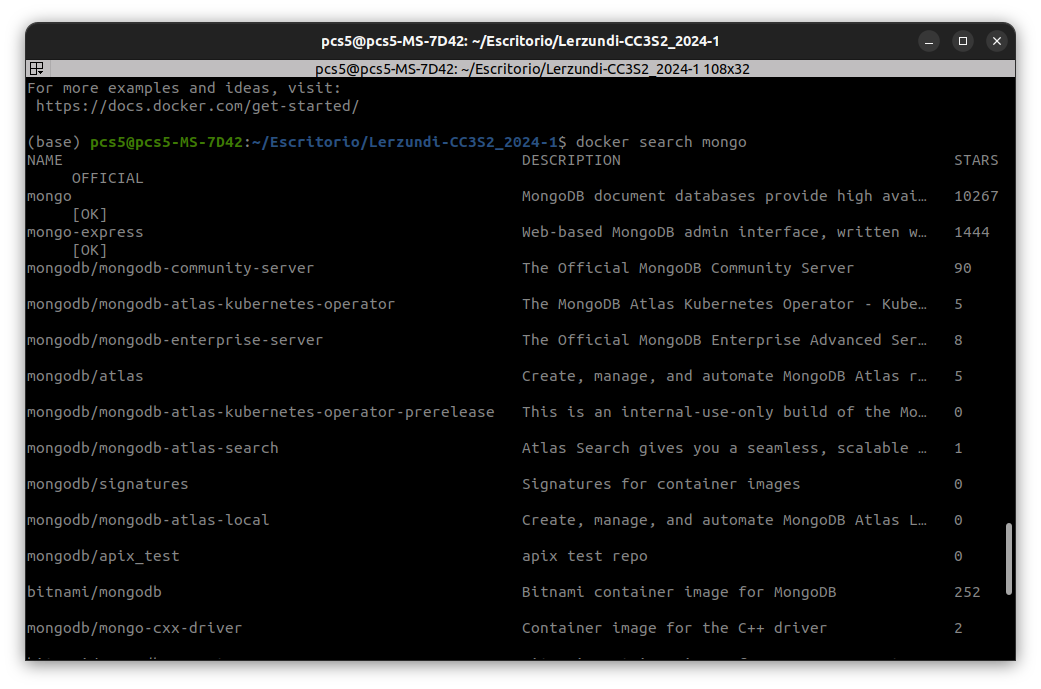 pcs5@pcs5-MS-7D42: ~/Escritorio/Lerzundi-CC3S2_2024-1
pcs5@pcs5-MS-7D42: ~/Escritorio/Lerzundi-CC3S2_2024-1 108x32
For more examples and ideas, visit:
 https://docs.docker.com/get-started/
(base) pcs5@pcs5-MS-7D42:~/Escritorio/Lerzundi-CC3S2_2024-1$ docker search mongo
NAME                                                   DESCRIPTION                                     STARS
     OFFICIAL
mongo                                                  MongoDB document databases provide high avai…   10267
     [OK]
mongo-express                                          Web-based MongoDB admin interface, written w…   1444
     [OK]
mongodb/mongodb-community-server                       The Official MongoDB Community Server           90
mongodb/mongodb-atlas-kubernetes-operator              The MongoDB Atlas Kubernetes Operator - Kube…   5
mongodb/mongodb-enterprise-server                      The Official MongoDB Enterprise Advanced Ser…   8
mongodb/atlas                                          Create, manage, and automate MongoDB Atlas r…   5
mongodb/mongodb-atlas-kubernetes-operator-prerelease   This is an internal-use-only build of the Mo…   0
mongodb/mongodb-atlas-search                           Atlas Search gives you a seamless, scalable …   1
mongodb/signatures                                     Signatures for container images                 0
mongodb/mongodb-atlas-local                            Create, manage, and automate MongoDB Atlas L…   0
mongodb/apix_test                                      apix test repo                                  0
bitnami/mongodb                                        Bitnami container image for MongoDB             252
mongodb/mongo-cxx-driver                               Container image for the C++ driver              2